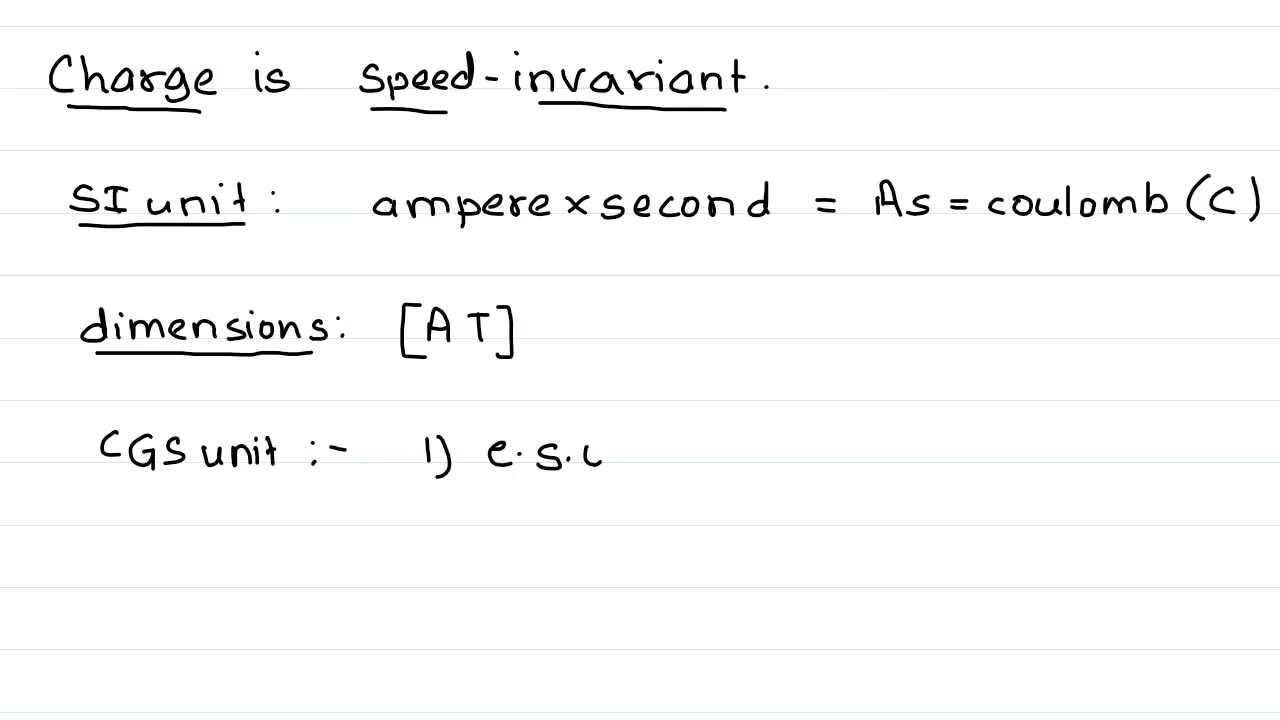 Charge is speed-invariant.
SI unit: ampere x second = As = coulomb (C)
dimensions: [A T]
CGS unit :- 1) e.s.u